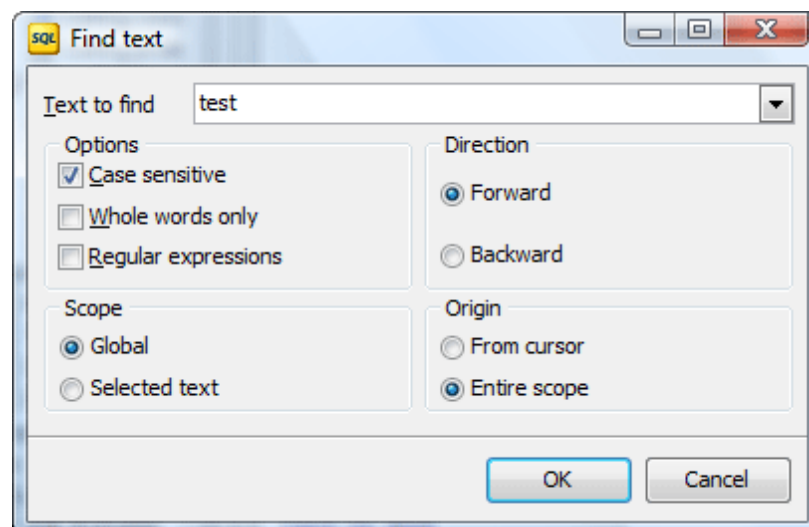 SQL Find text
Text to find test
Options
Case sensitive
Whole words only
Regular expressions
Direction
Forward
Backward
Scope
Global
Selected text
Origin
From cursor
Entire scope
OK Cancel